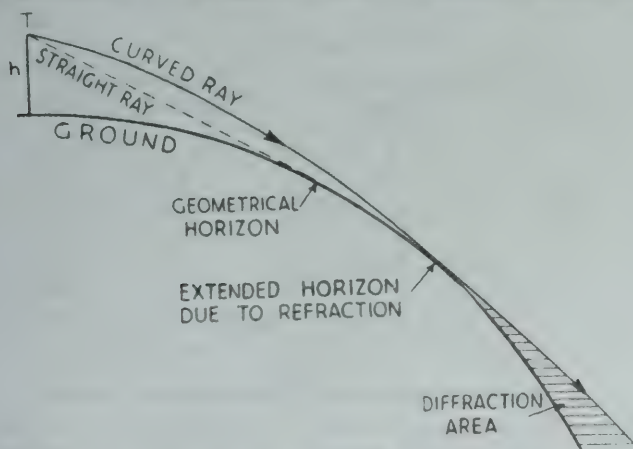 T
h
CURVED RAY
STRAIGHT RAY
GROUND
GEOMETRICAL
HORIZON
EXTENDED HORIZON
DUE TO REFRACTION
DIFFRACTION
AREA